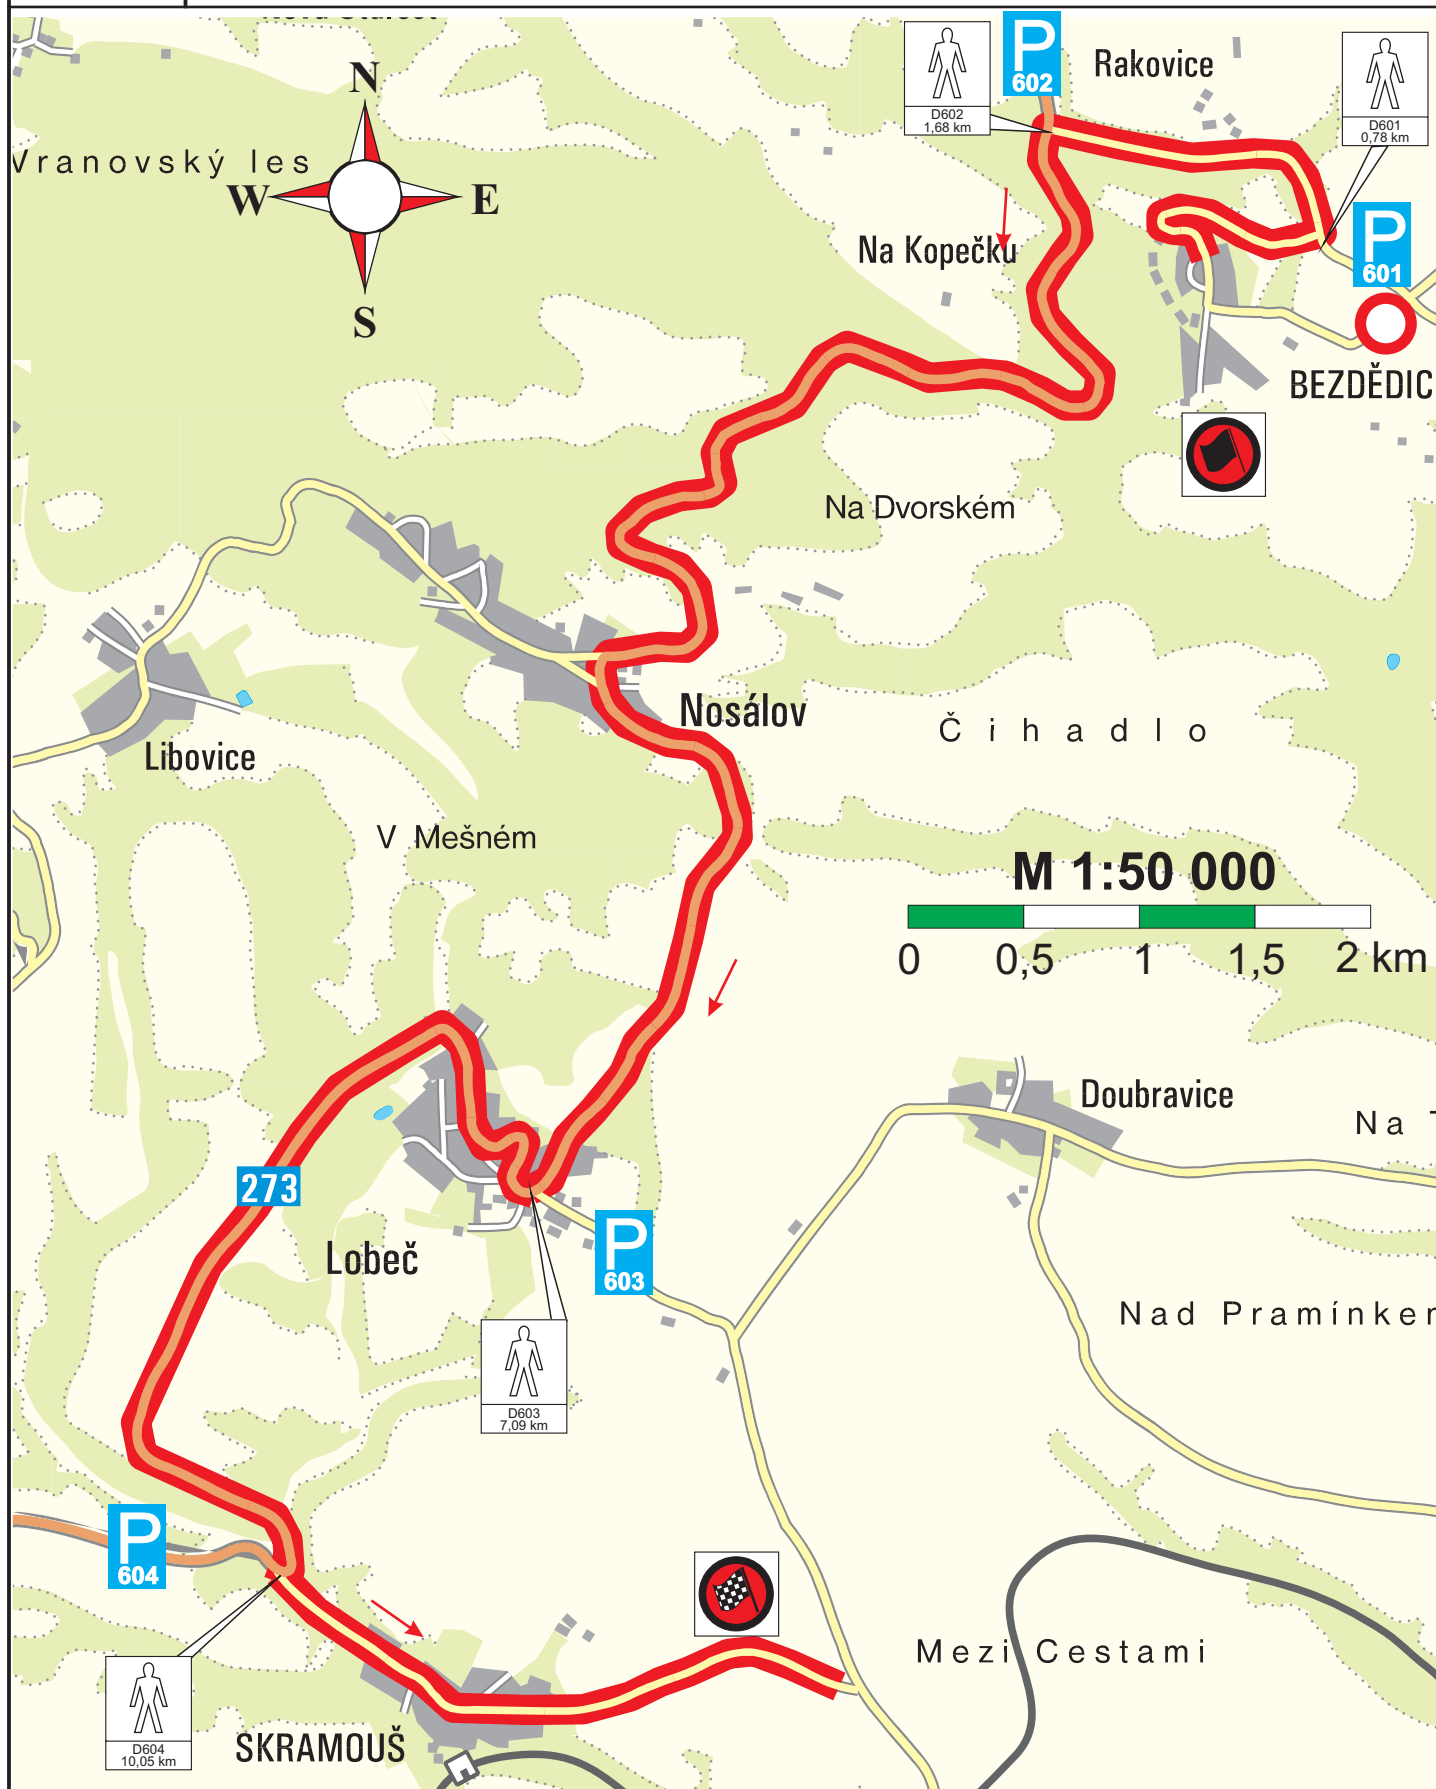 N
W
E
S
Vranovský les
D602
1,68 km
P
602
Rakovice
D601
0,78 km
P
601
Na Kopečku
BEZDĚDIC
Na Dvorském
Nosálov
Čihadlo
Libovice
V Mešném
M 1:50 000
0 0,5 1 1,5 2 km
Doubravice
Na
273
Lobeč
P
603
Nad Pramínker
D603
7,09 km
P
604
Mezi Cestami
D604
10,05 km
SKRAMOUŠ